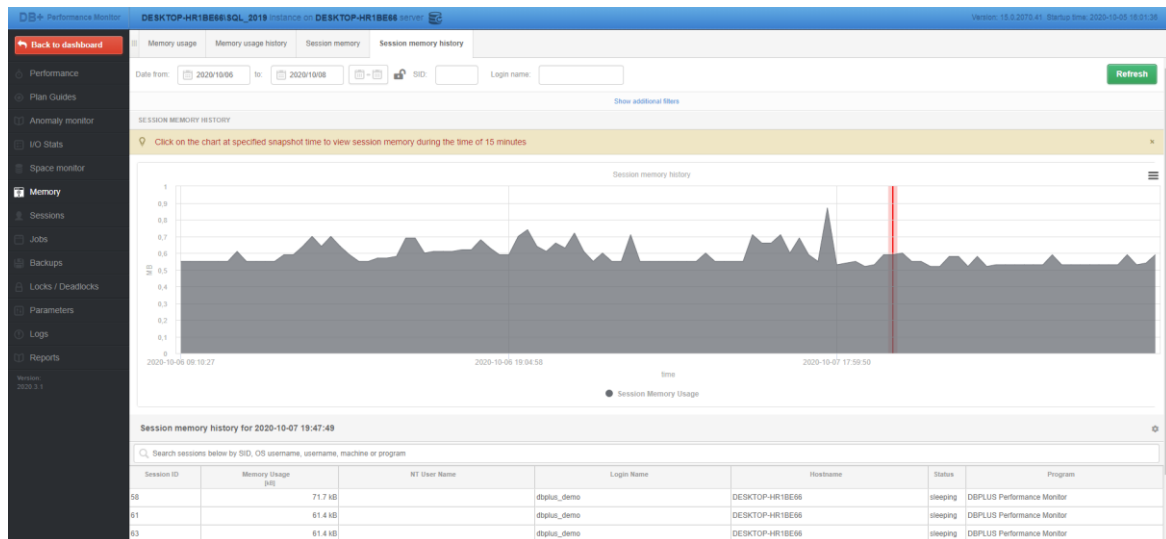 DB+ Performance Monitor
DESKTOP-HR1BE66\SQL_2019 Instance on DESKTOP-HR1BE66 server
Version: 15.0.2070.41 Startup time: 2020-10-05 15:01:38
Back to dashboard
Performance
Plan Guides
Anomaly monitor
I/O Stats
Space monitor
Memory
Sessions
Jobs
Backups
Locks / Deadlocks
Parameters
Logs
Reports
Version:
2020.3.1
Memory usage Memory usage history Session memory Session memory history
Date from: 2020/10/06 to: 2020/10/08 SID: Login name: Refresh
Show additional filters
SESSION MEMORY HISTORY
Click on the chart at specified snapshot time to view session memory during the time of 15 minutes
Session memory history
1
0,9
0,8
0,7
0,6
0,5
0,4
0,3
0,2
0,1
0
MB
2020-10-06 09:10:27 2020-10-06 19:04:58 2020-10-07 17:59:50
time
Session Memory Usage
Session memory history for 2020-10-07 19:47:49
Search sessions below by SID, OS username, username, machine or program
Session ID Memory Usage [kB] NT User Name Login Name Hostname Status Program
58 71.7 kB dbplus_demo DESKTOP-HR1BE66 sleeping DBPLUS Performance Monitor
61 61.4 kB dbplus_demo DESKTOP-HR1BE66 sleeping DBPLUS Performance Monitor
63 61.4 kB dbplus_demo DESKTOP-HR1BE66 sleeping DBPLUS Performance Monitor